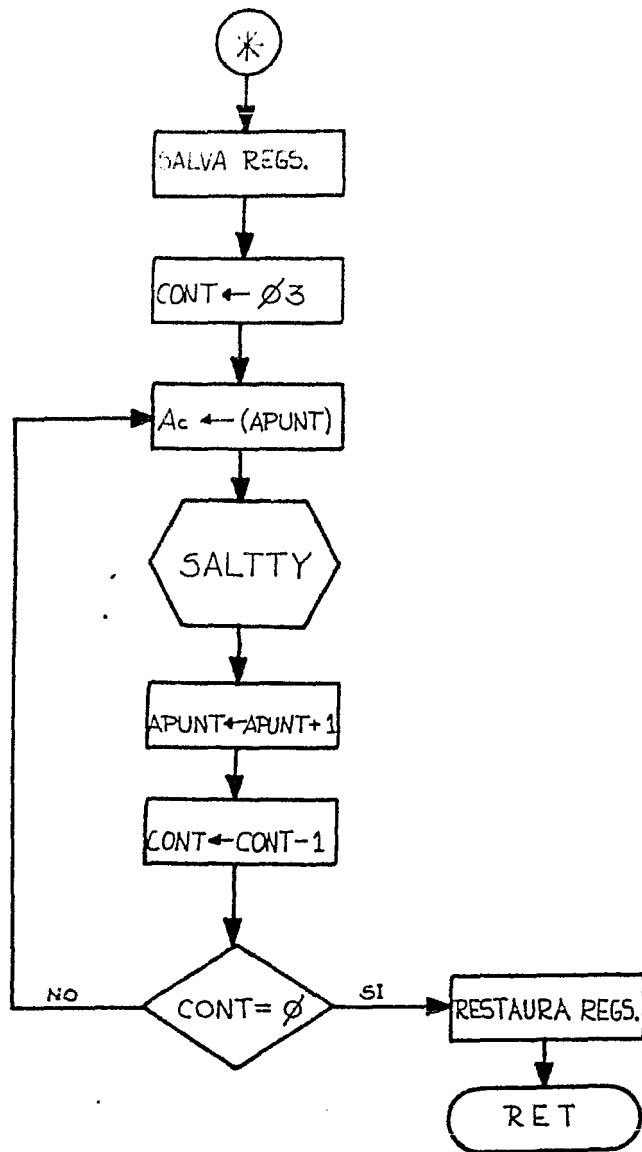 *
SALVA REGS.
CONT ← Ø3
Ac ← (APUNT)
SALTTY
APUNT←APUNT+1
CONT←CONT-1
CONT= Ø
NO
SI
RESTAURA REGS.
RET